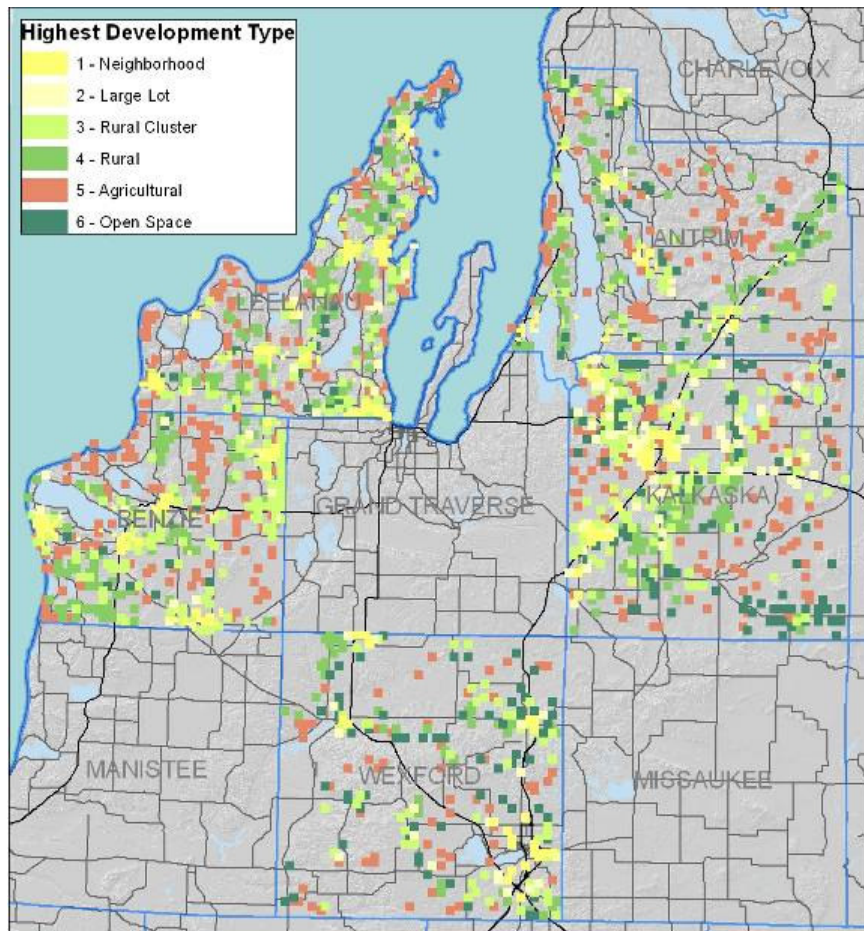 Highest Development Type
1 - Neighborhood
2 - Large Lot
3 - Rural Cluster
4 - Rural
5 - Agricultural
6 - Open Space
CHARLEVOIX
ANTRIM
LEELANAU
BENZIE
GRAND TRAVERSE
KALKASKA
MANISTEE
WEXFORD
MISSAUKEE